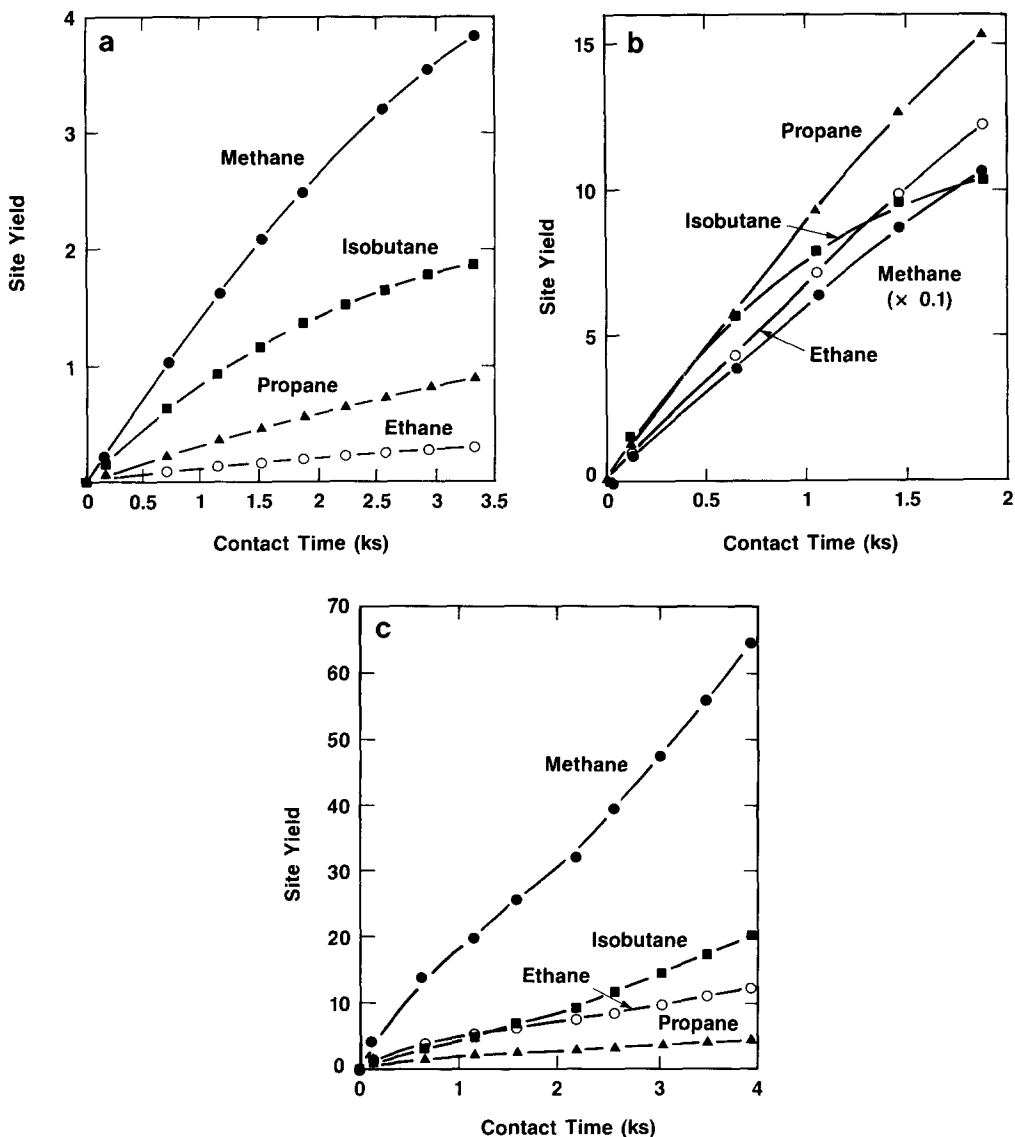 a
4
3
2
1
Site Yield
Methane
Isobutane
Propane
Ethane
0 0.5 1 1.5 2 2.5 3 3.5
Contact Time (ks)
b
15
10
5
0
Site Yield
Propane
Isobutane
Methane
(× 0.1)
Ethane
0 0.5 1 1.5 2
Contact Time (ks)
c
70
60
50
40
30
20
10
0
Site Yield
Methane
Isobutane
Ethane
Propane
0 1 2 3 4
Contact Time (ks)